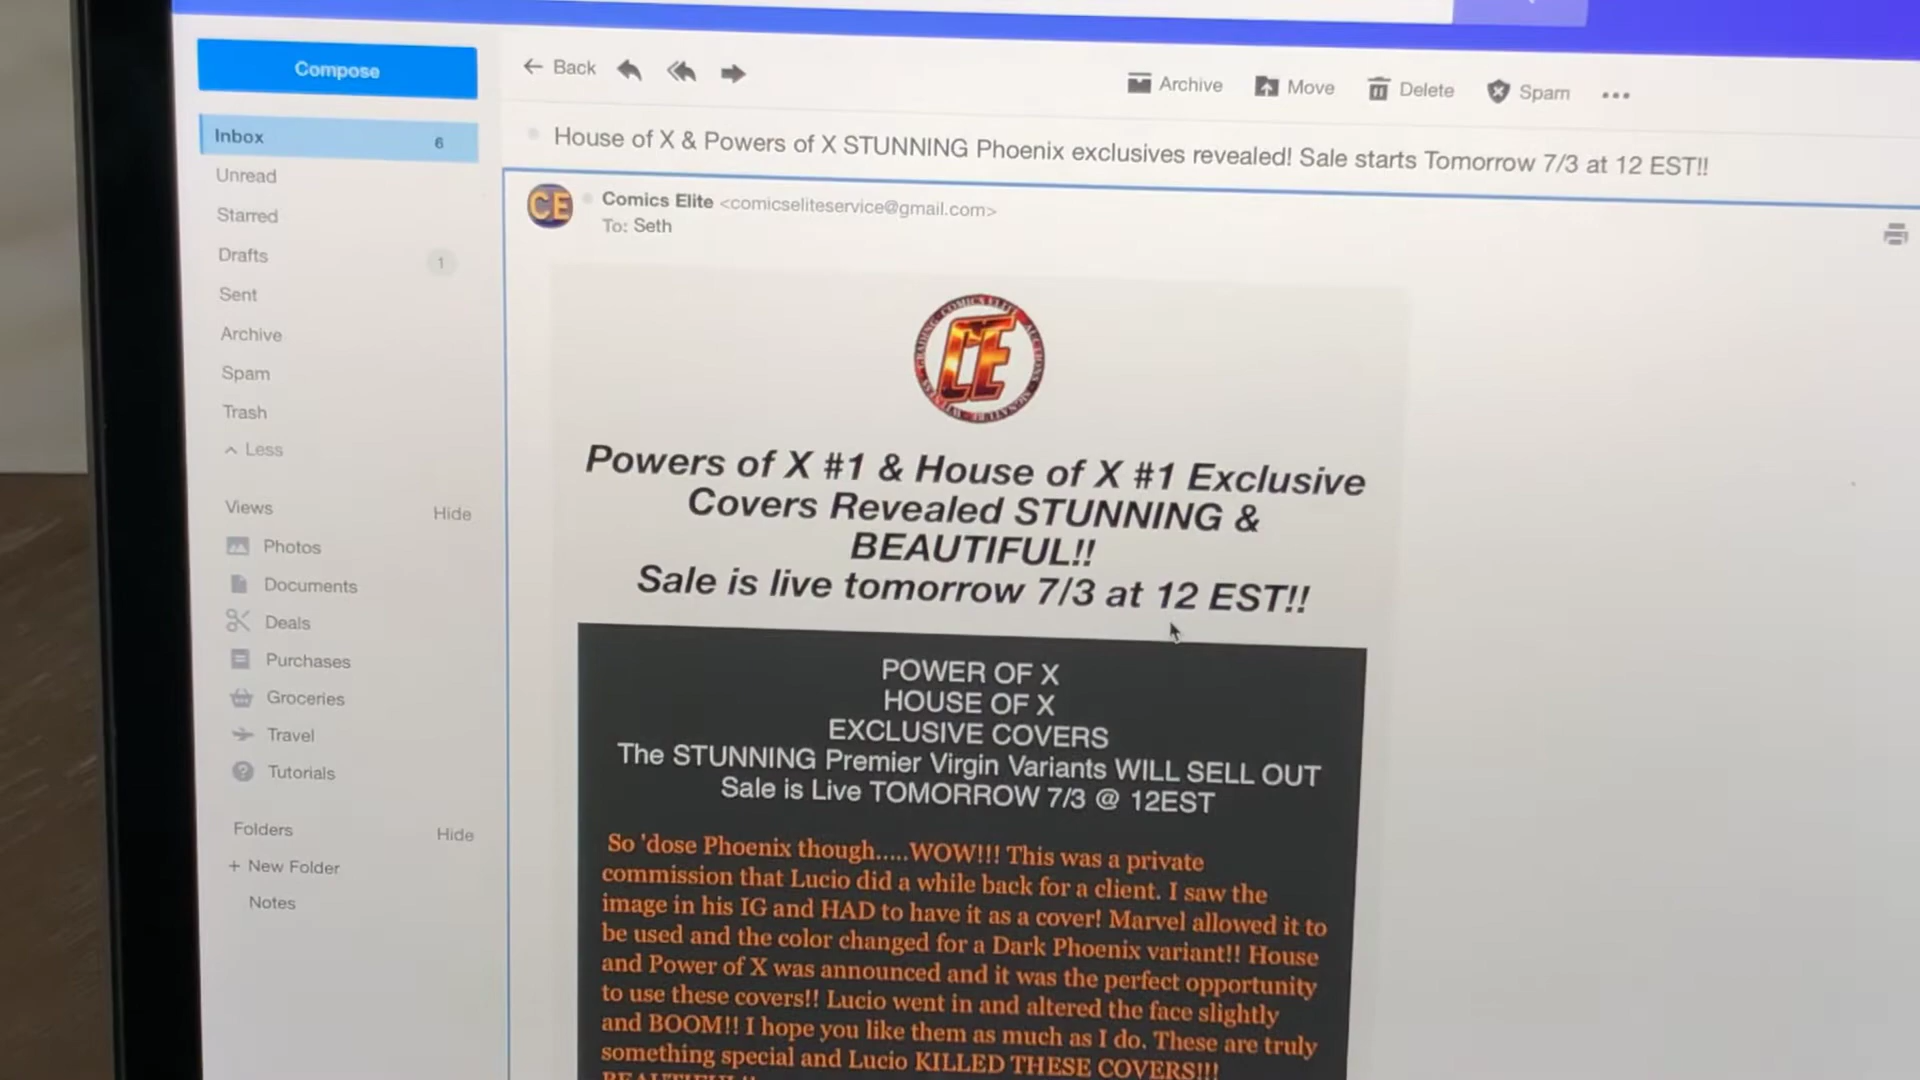 Compose
Back
Archive
Move
Delete
Spam
Inbox 6
Unread
Starred
Drafts 1
Sent
Archive
Spam
Trash
Less
Views Hide
Photos
Documents
Deals
Purchases
Groceries
Travel
Tutorials
Folders Hide
+ New Folder
Notes
House of X & Powers of X STUNNING Phoenix exclusives revealed! Sale starts Tomorrow 7/3 at 12 EST!!
CE
Comics Elite <comicseliteservice@gmail.com>
To: Seth
CE
Powers of X #1 & House of X #1 Exclusive
Covers Revealed STUNNING &
BEAUTIFUL!!
Sale is live tomorrow 7/3 at 12 EST!!
POWER OF X
HOUSE OF X
EXCLUSIVE COVERS
The STUNNING Premier Virgin Variants WILL SELL OUT
Sale is Live TOMORROW 7/3 @ 12EST
So 'dose Phoenix though.....WOW!!! This was a private
commission that Lucio did a while back for a client. I saw the
image in his IG and HAD to have it as a cover! Marvel allowed it to
be used and the color changed for a Dark Phoenix variant!! House
and Power of X was announced and it was the perfect opportunity
to use these covers!! Lucio went in and altered the face slightly
and BOOM!! I hope you like them as much as I do. These are truly
something special and Lucio KILLED THESE COVERS!!!